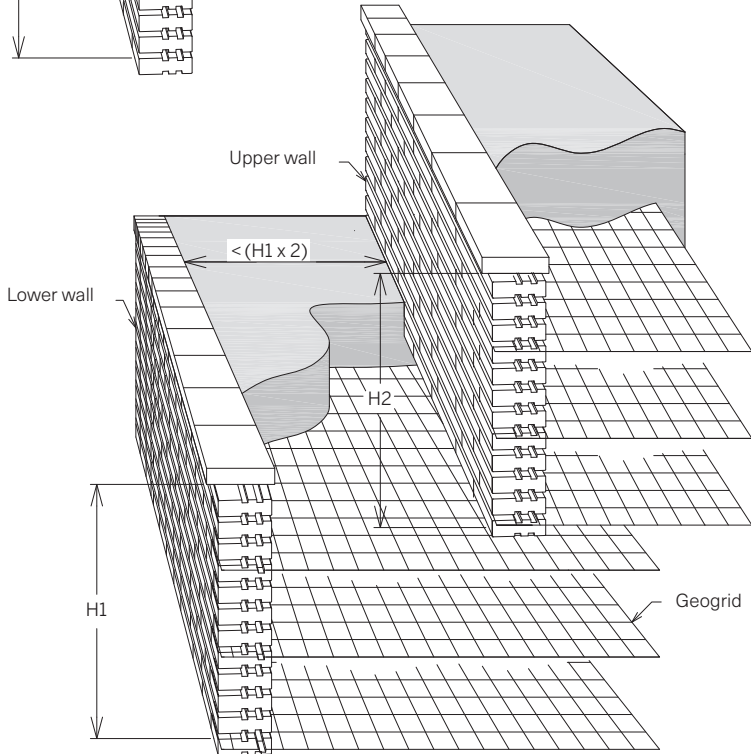 Upper wall
<(H1 x 2)
Lower wall
H2
H1
Geogrid